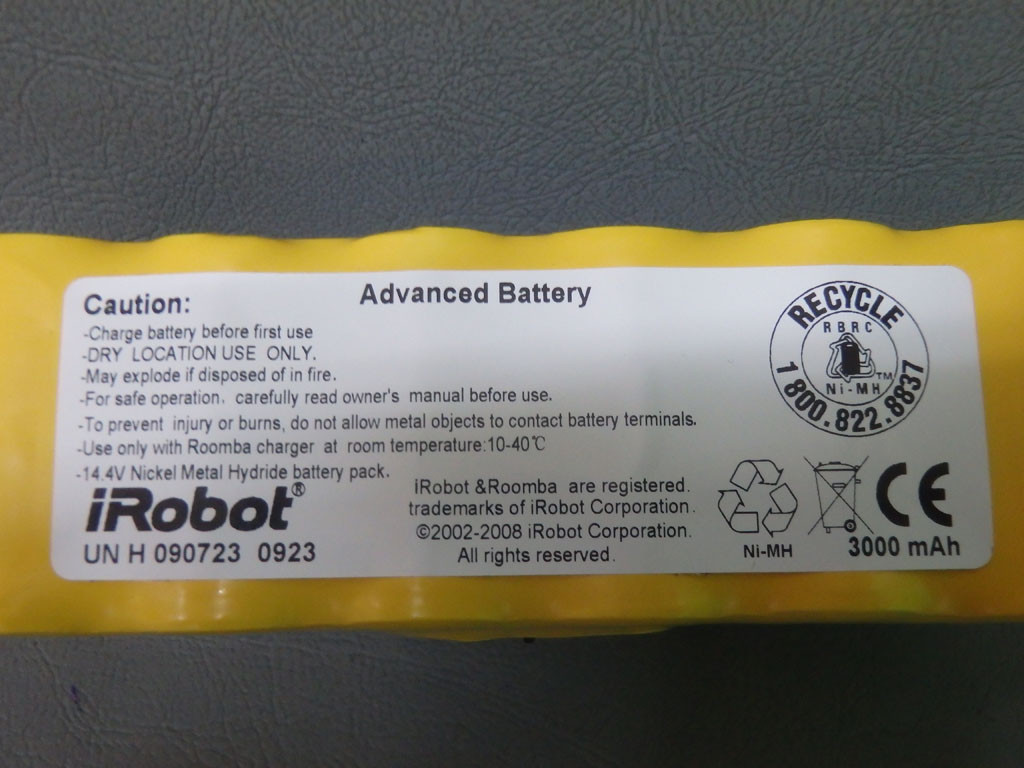 Advanced Battery
Caution:
-Charge battery before first use
-DRY LOCATION USE ONLY.
-May explode if disposed of in fire.
-For safe operation, carefully read owner's manual before use.
-To prevent injury or burns, do not allow metal objects to contact battery terminals.
-Use only with Roomba charger at room temperature:10-40℃
-14.4V Nickel Metal Hydride battery pack.
iRobot®
UN H 090723 0923
iRobot &Roomba are registered.
trademarks of iRobot Corporation.
©2002-2008 iRobot Corporation.
All rights reserved.
RECYCLE
RBRC
TM
Ni-MH
1 800.822.8837
Ni-MH
CE
3000 mAh